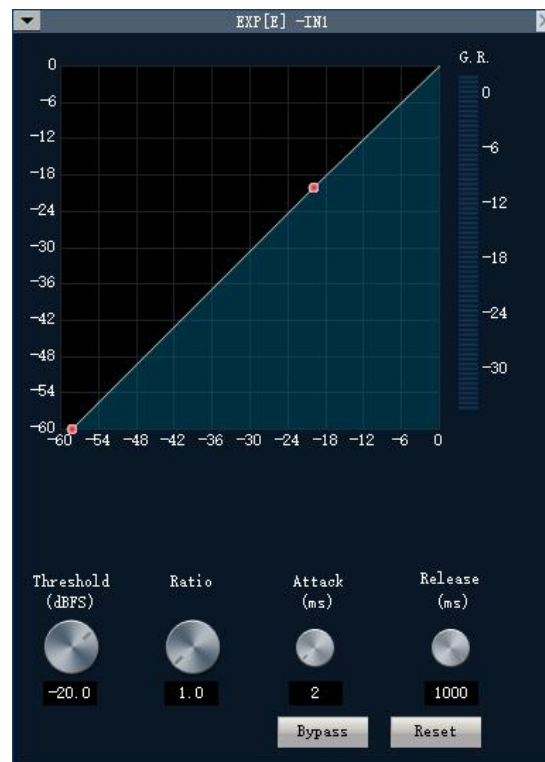 EXP[E] -IN1
G.R.
0
-6
-12
-18
-24
-30
-36
-42
-48
-54
-60
-60 -54 -48 -42 -36 -30 -24 -18 -12 -6 0
0
-6
-12
-18
-24
-30
Threshold Ratio Attack Release
(dBFS) (ms) (ms)
-20.0 1.0 2 1000
Bypass Reset